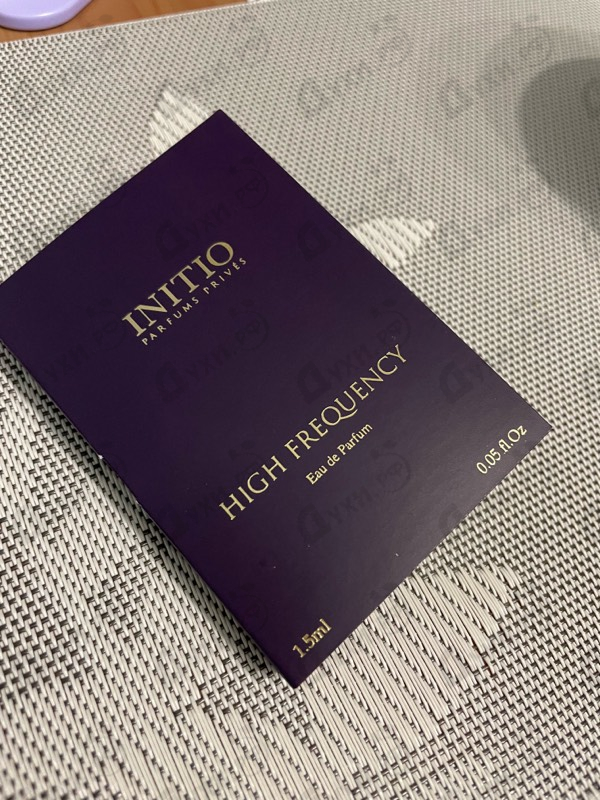 INITIO
PARFUMS PRIVÉS
HIGH FREQUENCY
Eau de Parfum
1.5ml
0.05 fl.Oz